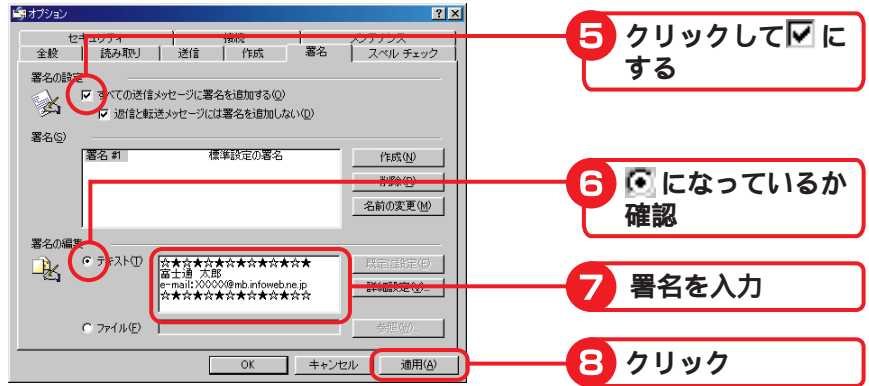 オプション
セキュリティ 接続 メンテナンス
全般 読み取り 送信 作成 署名 スペル チェック
署名の設定
すべての送信メッセージに署名を追加する(O)
返信と転送メッセージには署名を追加しない(D)
署名(S)
署名 #1 標準設定の署名
作成(N)
削除(R)
名前の変更(M)
署名の編集
テキスト(T)
☆★☆★☆★☆★☆★☆★
富士通 太郎
e-mail:XXXX@mb.infoweb.ne.jp
☆★☆★☆★☆★☆★☆☆
既定に設定(E)
詳細設定(V)...
ファイル(F)
参照(W)...
OK キャンセル 適用(A)
5 クリックして に
する
6 になっているか
確認
7 署名を入力
8 クリック